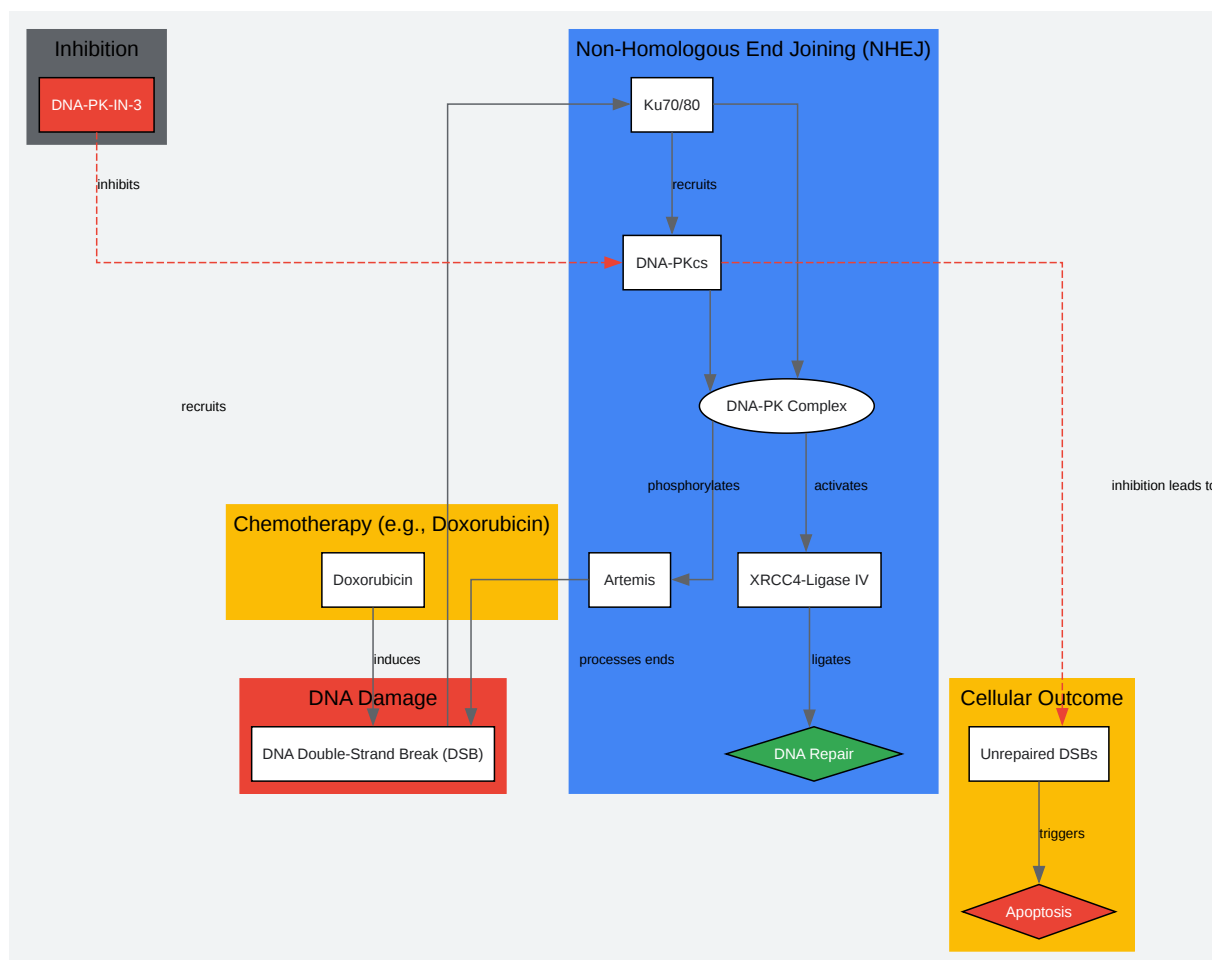 Inhibition
DNA-PK-IN-3
inhibits
Non-Homologous End Joining (NHEJ)
Ku70/80
recruits
DNA-PKcs
recruits
DNA-PK Complex
phosphorylates
activates
inhibition leads to
Chemotherapy (e.g., Doxorubicin)
Doxorubicin
Artemis
XRCC4-Ligase IV
induces
processes ends
ligates
DNA Damage
DNA Double-Strand Break (DSB)
DNA Repair
Cellular Outcome
Unrepaired DSBs
triggers
Apoptosis